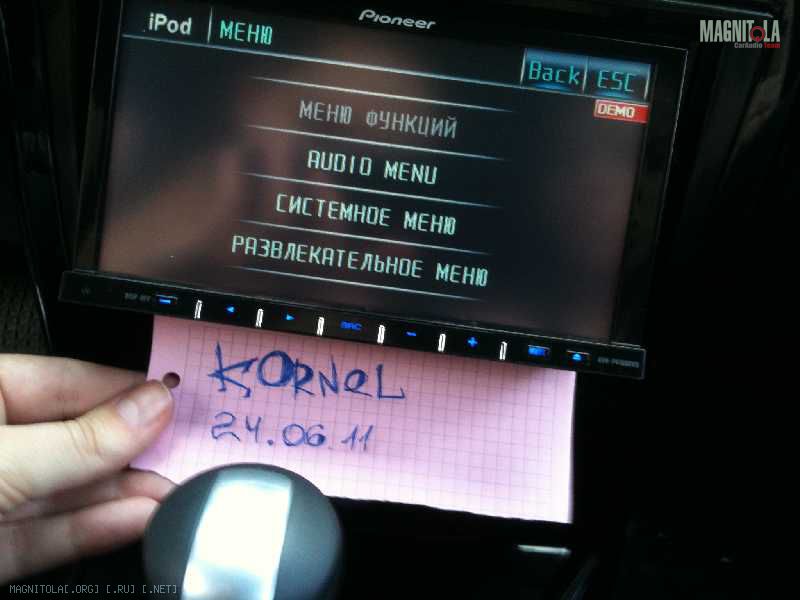 Pioneer
MAGNITOLA
CarAudio Team
iPod
МЕНЮ
Back
ESC
DEMO
МЕНЮ ФУНКЦИЙ
AUDIO MENU
СИСТЕМНОЕ МЕНЮ
РАЗВЛЕКАТЕЛЬНОЕ МЕНЮ
SRC
KORNEL
24.06.11
MAGNITOLA[.ORG] [.RU] [.NET]